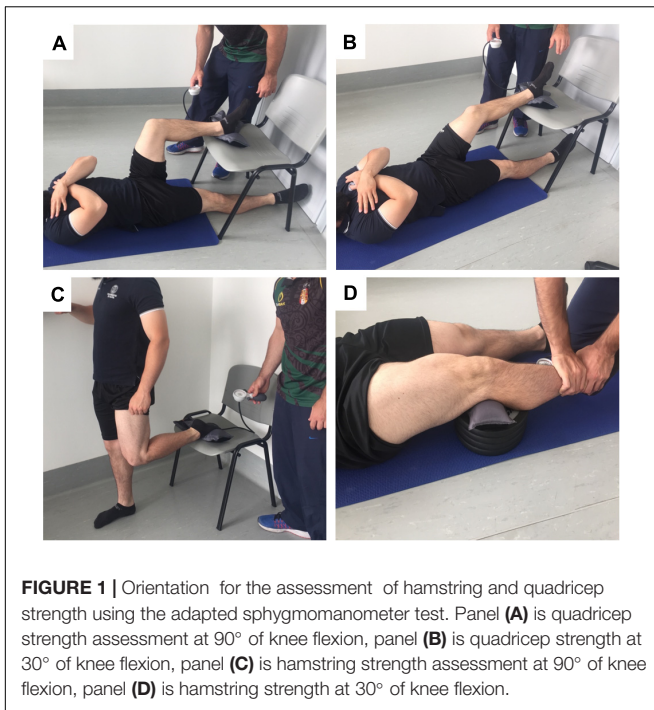 A
B
C
D
FIGURE 1 | Orientation for the assessment of hamstring and quadricep
strength using the adapted sphygmomanometer test. Panel (A) is quadricep
strength assessment at 90° of knee flexion, panel (B) is quadricep strength at
30° of knee flexion, panel (C) is hamstring strength assessment at 90° of knee
flexion, panel (D) is hamstring strength at 30° of knee flexion.